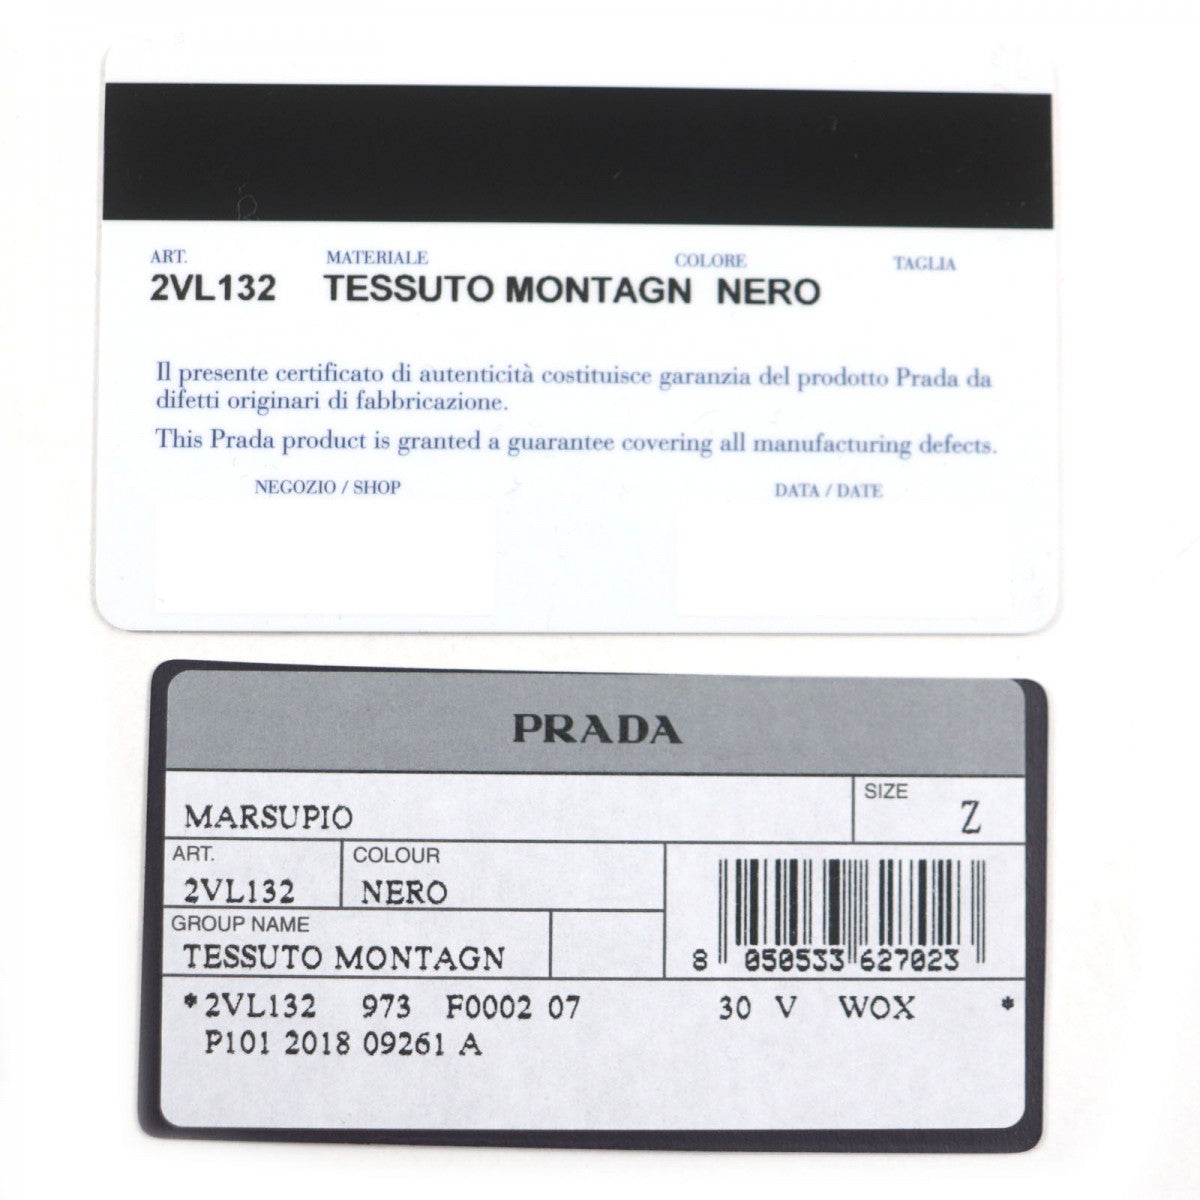 ART. MATERIALE COLORE TAGLIA
2VL132 TESSUTO MONTAGN NERO
Il presente certificato di autenticità costituisce garanzia del prodotto Prada da
difetti originari di fabbricazione.
This Prada product is granted a guarantee covering all manufacturing defects.
NEGOZIO / SHOP DATA / DATE
PRADA
MARSUPIO
SIZE
Z
ART.
2VL132
COLOUR
NERO
GROUP NAME
TESSUTO MONTAGN
8 050533 627023
*2VL132 973 F0002 07 30 V WOX *
P101 2018 09261 A